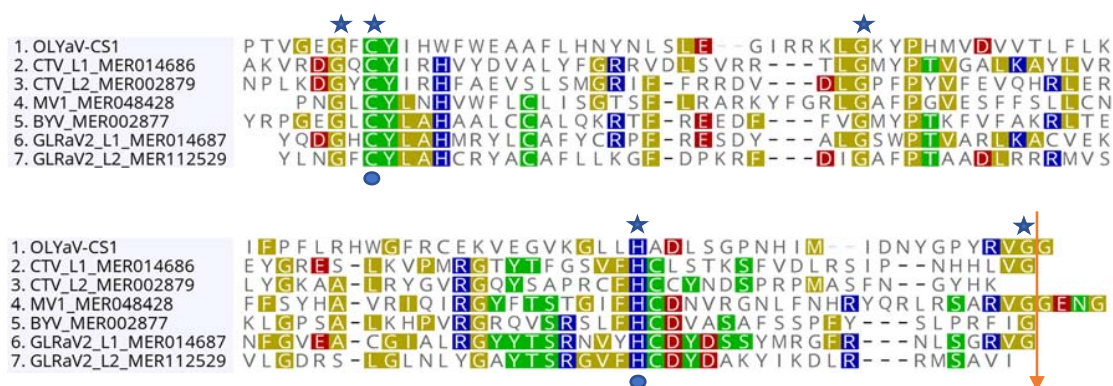 1. OLYaV-CS1 PTVGEGFCYIHWFWEAAFLHNYNLSLE--GIRRKLGKYPHMVDVVTLFLK
2. CTV_L1_MER014686 AKVRDGQCYIRHVYDVALYFGRRVDLSVRR---TLGMYPTVGALKAYLVR
3. CTV_L2_MER002879 NPLKDGYCYIRHFAEVSLSMGRIF-FRRDV---DLGPFPYVFEVQHRLER
4. MV1_MER048428 PNGLCYLNHVWFLCLISGTSF-LRARKYFGRLGAFPGVESFFSLLCN
5. BYV_MER002877 YRPGEGLCYLAHAALCCALQKRTF-REEDF---FVGMYPTKFVFAKRLTE
6. GLRaV2_L1_MER014687 YQDGHCYLAHMRYLCAFYCRPF-RESDY---ALGSWPTVARLKACVEK
7. GLRaV2_L2_MER112529 YLNGFCYLAHCRYACAFLLKGF-DPKRF---DIGAFPTAADLRRRMVS
1. OLYaV-CS1 IFPFLRHWGFRCEKVEGVKGLLHADLSGPNHIM--IDNYGPYRVGG
2. CTV_L1_MER014686 EYGRES-LKVPMRGTYTFGSVFHCLSTKSFVDLRSIP--NHHLVG
3. CTV_L2_MER002879 LYGKAA-LRYGVRGQYSAPRCFHCCYNDSPRPMASFN--GYHK
4. MV1_MER048428 FFSYHA-VRIQIRGYFTSTGIFHCDNVRGNLFNHRYQRLRSARVGGENG
5. BYV_MER002877 KLGPSA-LKHPVRGRQVSRSLFHCDVASAFSSPFY---SLPRFIG
6. GLRaV2_L1_MER014687 NFGVEA-CGIALRGYYTSRNVYHCDYDSSYMRGFR---NLSGRVG
7. GLRaV2_L2_MER112529 VLGDRS-LGLNLYGAYTSRGVFHCDYDAKYIKDLR---RMSAVI